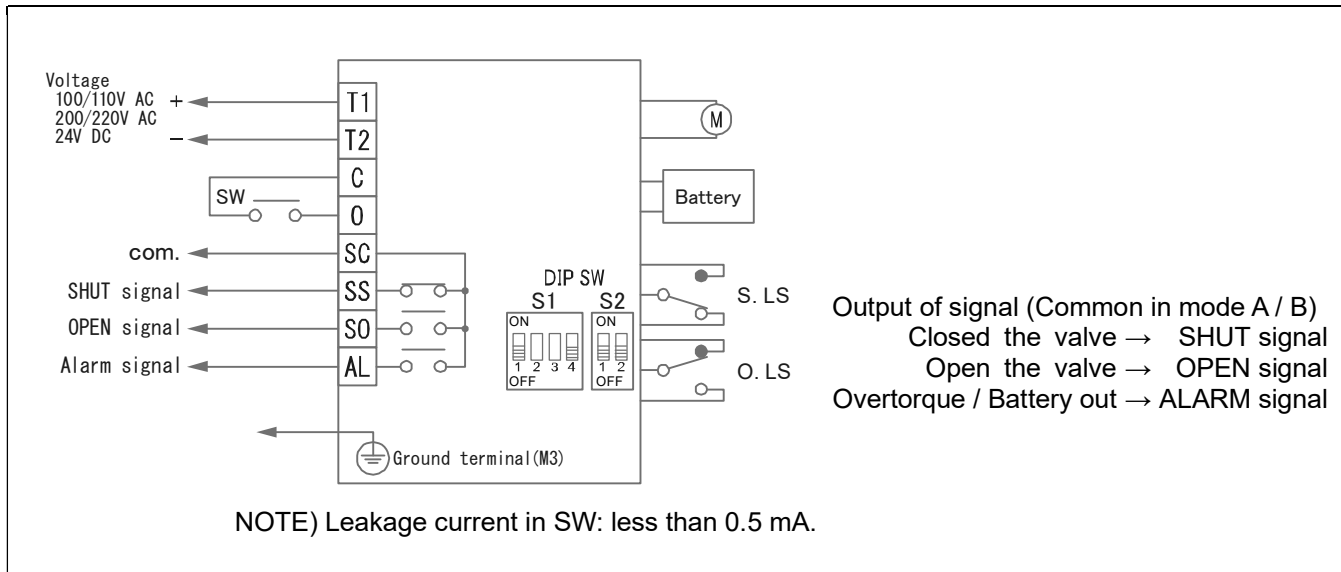 Voltage
100/110V AC +
200/220V AC
24V DC −
T1
T2
C
SW
O
com.
SC
SHUT signal
SS
OPEN signal
SO
Alarm signal
AL
Ground terminal(M3)
M
Battery
DIP SW
S1
S2
ON
ON
1 2 3 4
1 2
OFF
OFF
S. LS
O. LS
Output of signal (Common in mode A / B)
Closed the valve → SHUT signal
Open the valve → OPEN signal
Overtorque / Battery out → ALARM signal
NOTE) Leakage current in SW: less than 0.5 mA.